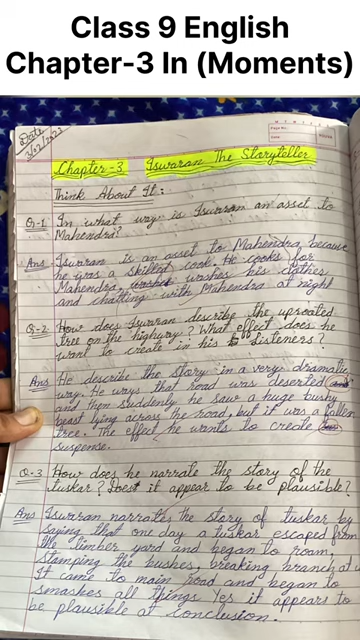 Class 9 English
Chapter-3 In (Moments)
Date
Page No.
Chapter-3 Iswaran The Storyteller
Think About It:
Q-1 In what way is Iswaran an asset to
Mahendra?
Ans Iswaran is an asset to Mahendra because
he was a skilled cook. He cooks for
Mahendra, washes his clothes
and chatting with Mahendra at night
Q-2 How does Iswaran describe the uprooted
tree on the highway? What effect does he
want to create in his listeners?
Ans He describe the story in a very dramatic
way. He ways that road was deserted
and then suddenly he saw a huge bushy
beast lying across the road, but it was a fallen
tree. The effect he wants to create
suspense.
Q-3 How does he narrate the story of the
tuskar? Does it appear to be plausible?
Ans Iswaran narrates the story of tuskar by
saying that one day a tuskar escaped from
the timber yard and began to roam,
stamping the bushes, breaking branch at
It came to main road and began to
smashes all things Yes it appears to
be plausible at conclusion.